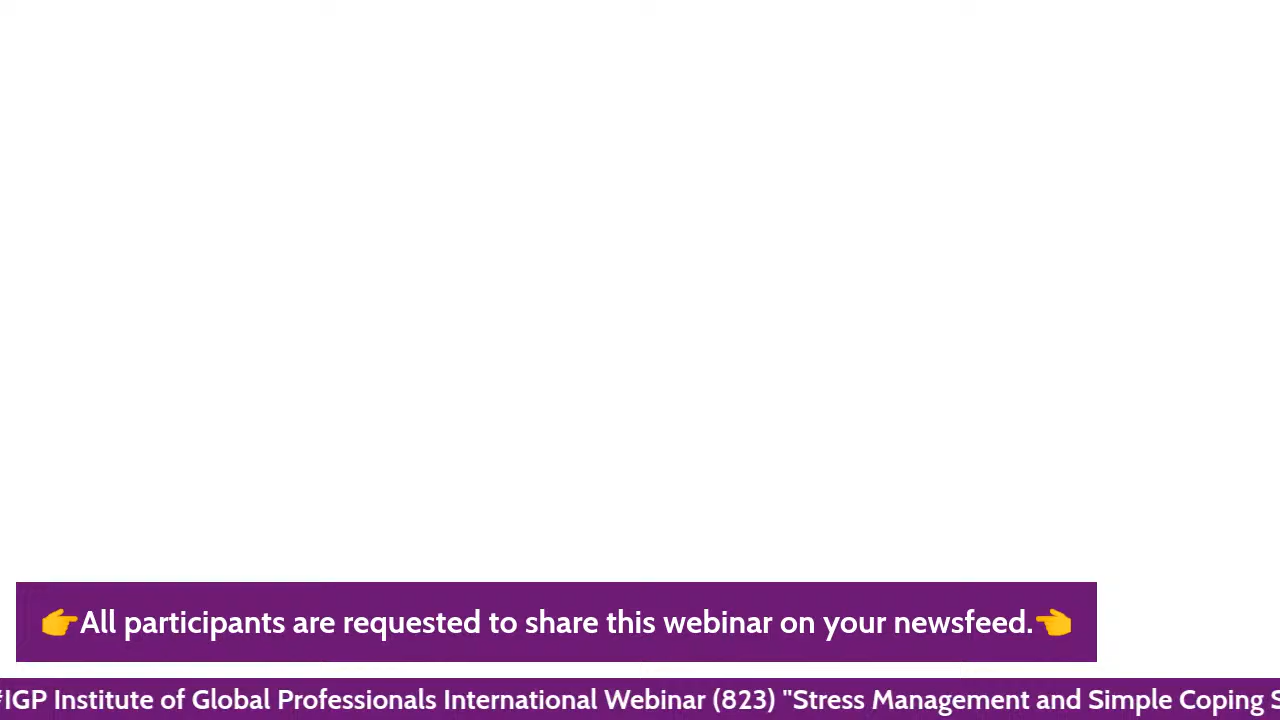 👉All participants are requested to share this webinar on your newsfeed.👈
#IGP Institute of Global Professionals International Webinar (823) "Stress Management and Simple Coping S